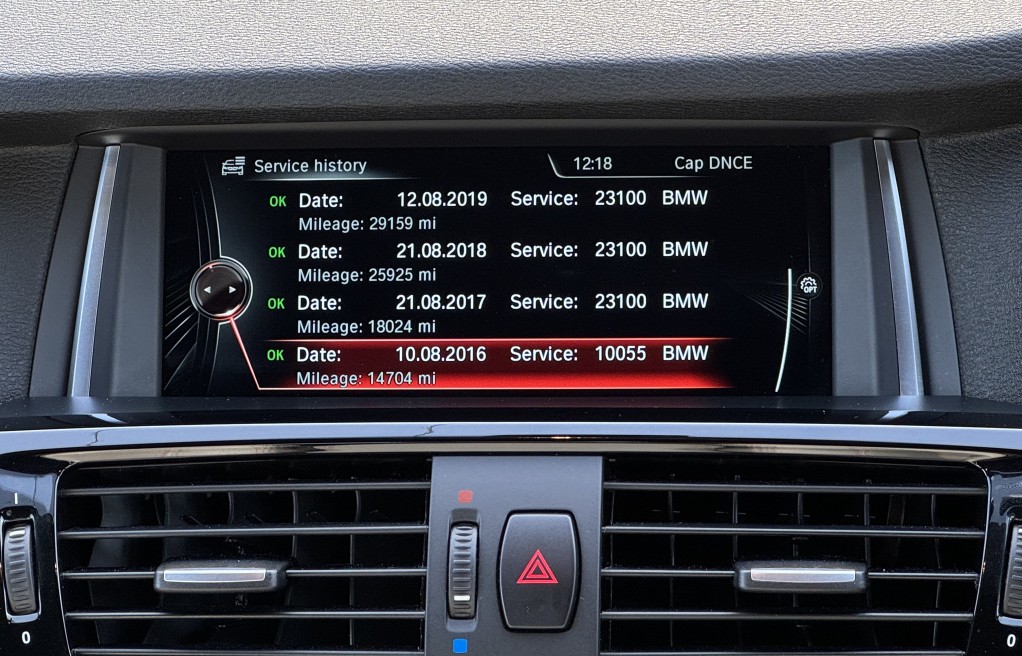 Service history 12:18 Cap DNCE
OK Date: 12.08.2019 Service: 23100 BMW
Mileage: 29159 mi
OK Date: 21.08.2018 Service: 23100 BMW
Mileage: 25925 mi
OK Date: 21.08.2017 Service: 23100 BMW
Mileage: 18024 mi
OK Date: 10.08.2016 Service: 10055 BMW
Mileage: 14704 mi
OPT
0 0